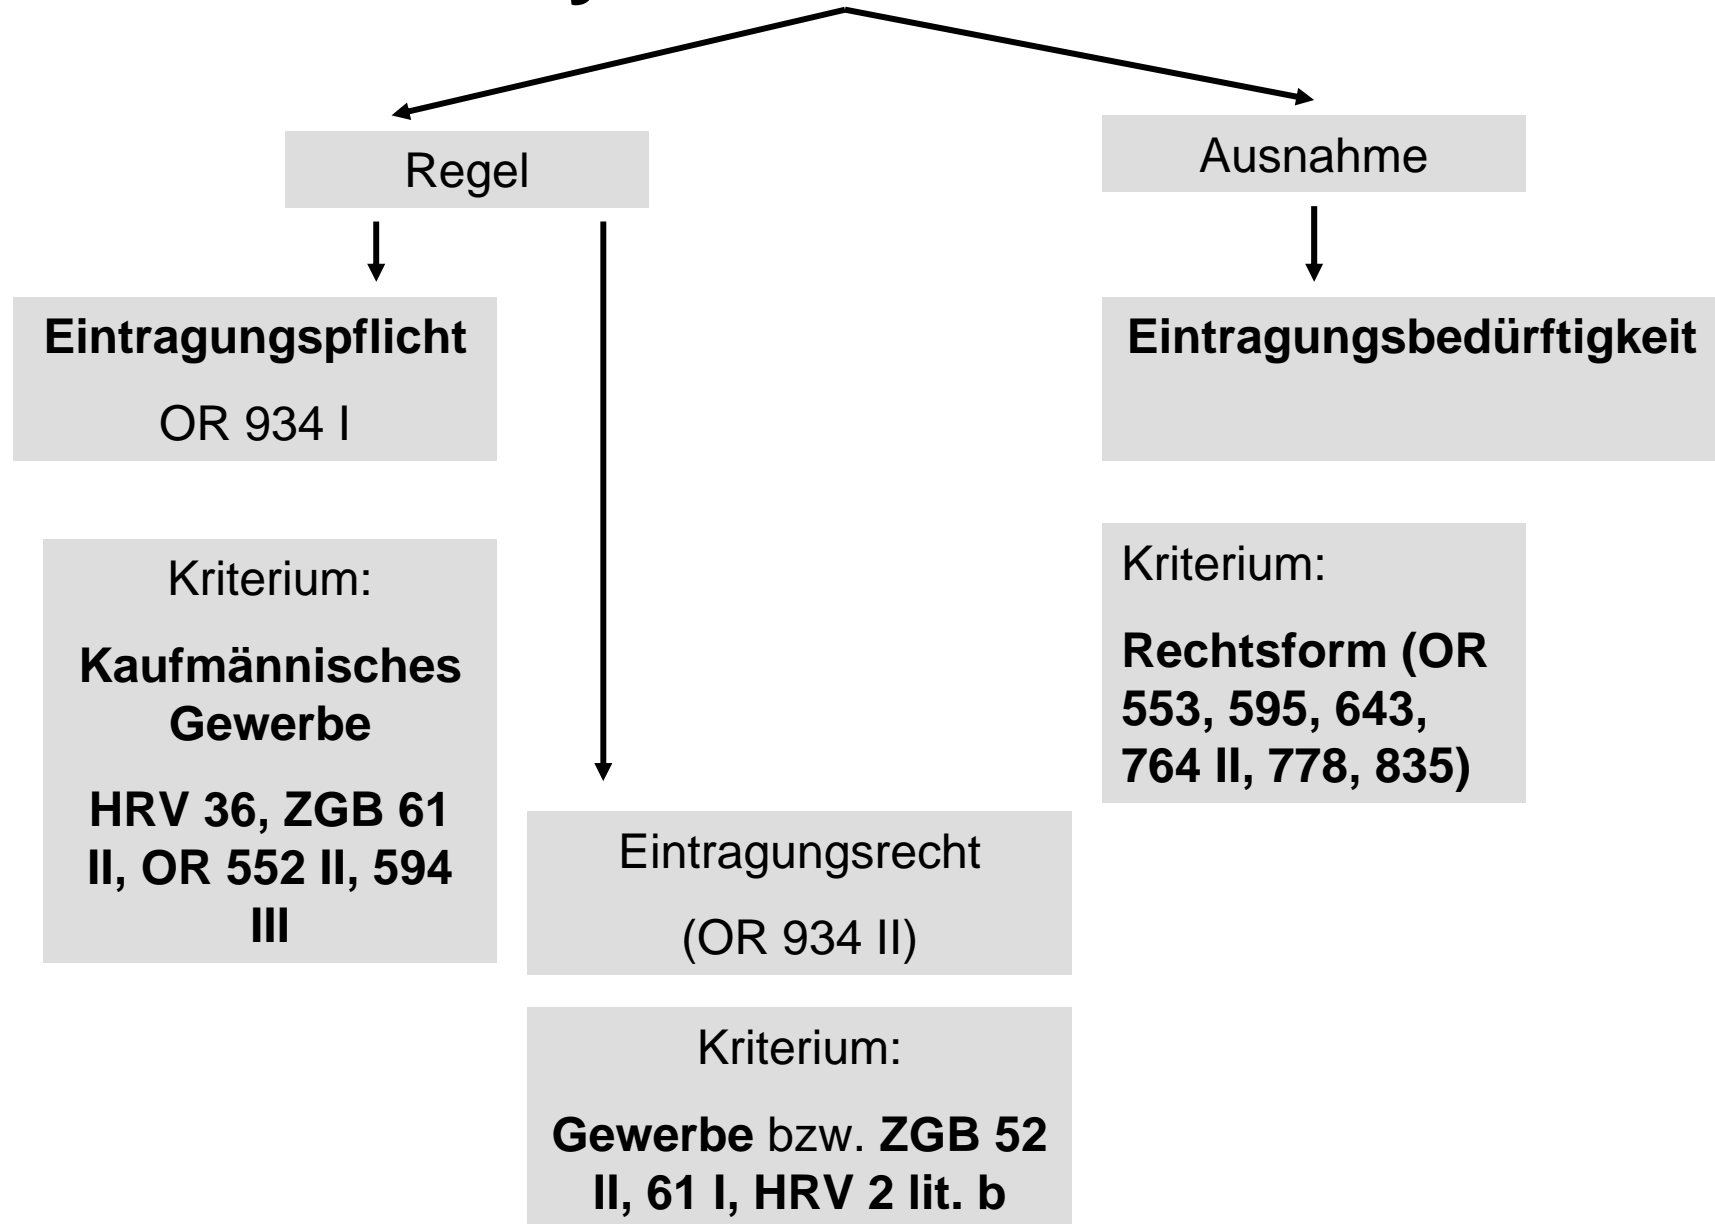 Regel
Ausnahme
Eintragungspflicht
OR 934 I
Eintragungsbedürftigkeit
Kriterium:
Kaufmännisches
Gewerbe
HRV 36, ZGB 61
II, OR 552 II, 594
III
Kriterium:
Rechtsform (OR
553, 595, 643,
764 II, 778, 835)
Eintragungsrecht
(OR 934 II)
Kriterium:
Gewerbe bzw. ZGB 52
II, 61 I, HRV 2 lit. b